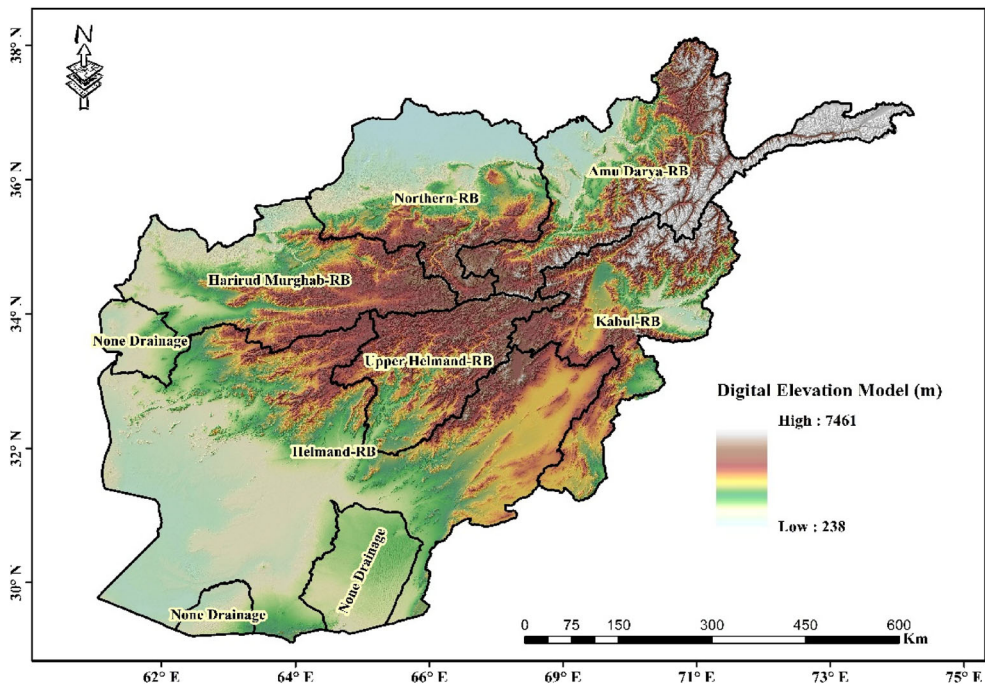 N
38° N
36° N
34° N
32° N
30° N
Amu Darya-RB
Northern-RB
Harirud Murghab-RB
None Drainage
Kabul-RB
Upper Helmand-RB
Helmand-RB
None Drainage
None Drainage
Digital Elevation Model (m)
High : 7461
Low : 238
0 75 150 300 450 600
Km
62° E 64° E 66° E 69° E 71° E 73° E 75° E